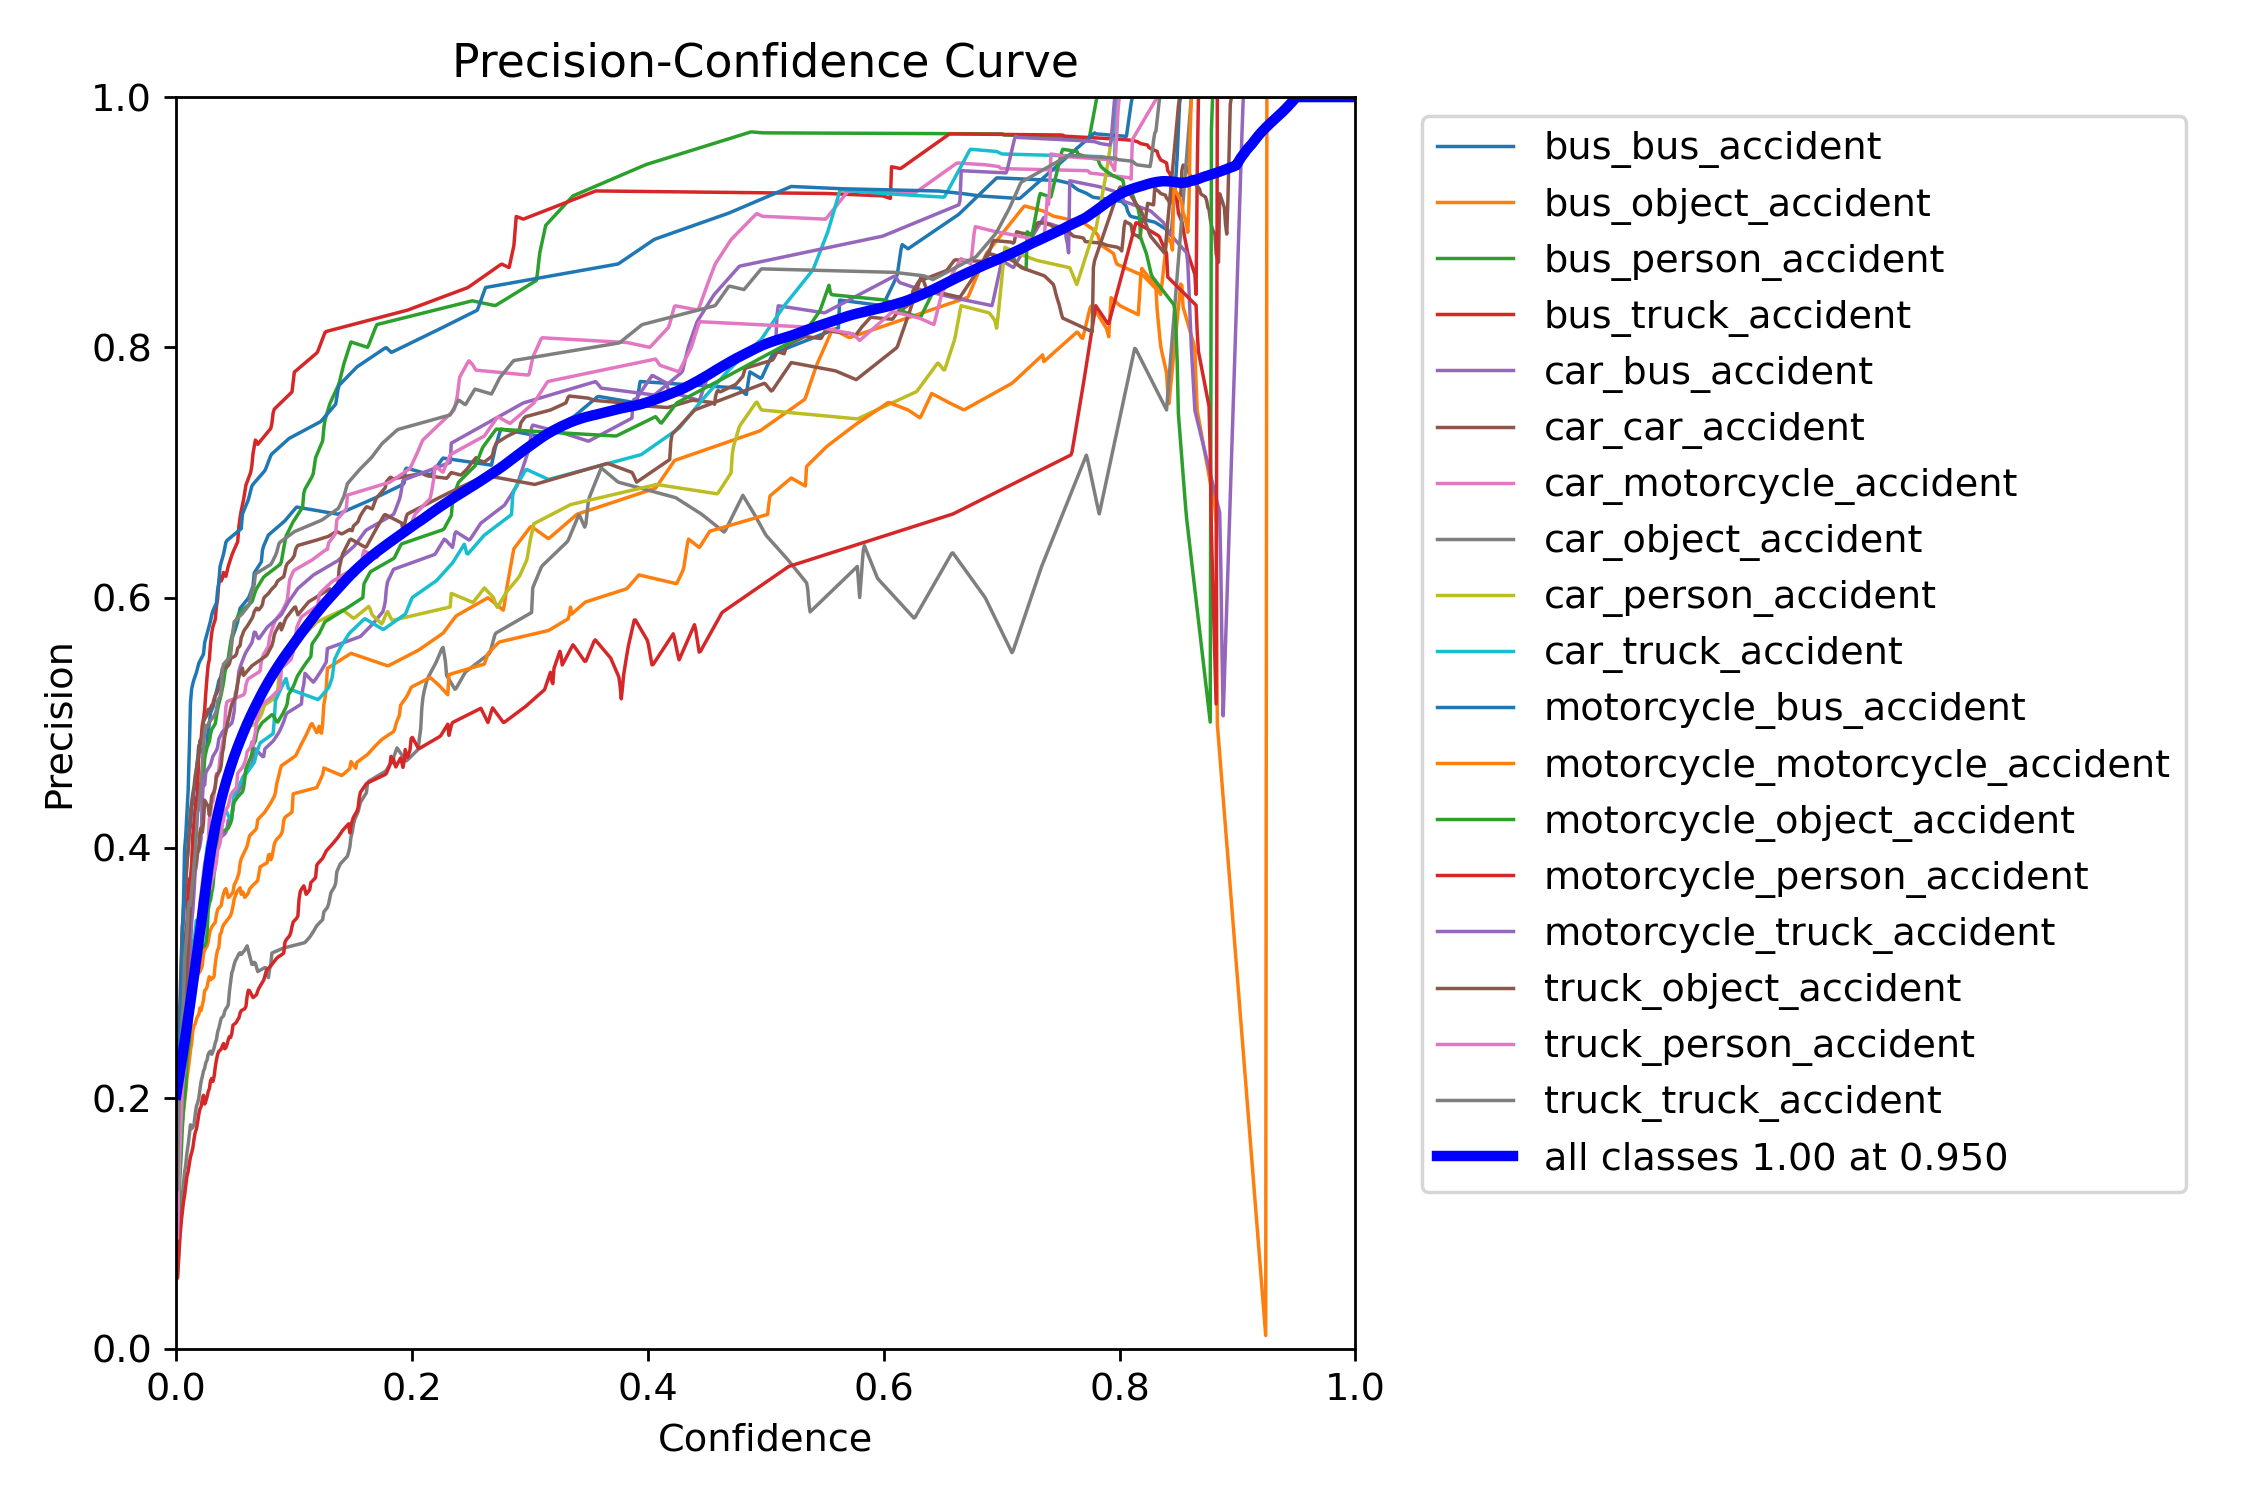 Precision-Confidence Curve
1.0
0.8
0.6
0.4
0.2
0.0
Precision
0.0 0.2 0.4 0.6 0.8 1.0
Confidence
bus_bus_accident
bus_object_accident
bus_person_accident
bus_truck_accident
car_bus_accident
car_car_accident
car_motorcycle_accident
car_object_accident
car_person_accident
car_truck_accident
motorcycle_bus_accident
motorcycle_motorcycle_accident
motorcycle_object_accident
motorcycle_person_accident
motorcycle_truck_accident
truck_object_accident
truck_person_accident
truck_truck_accident
all classes 1.00 at 0.950